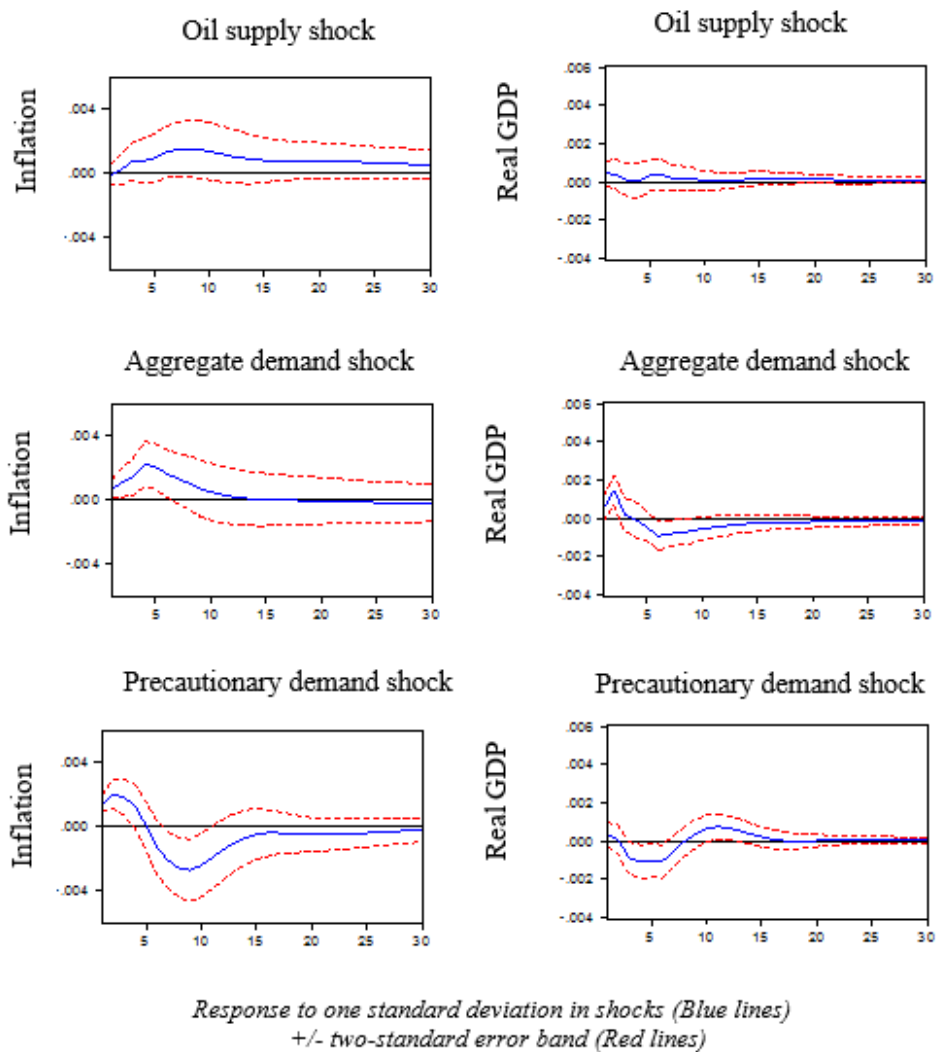 Oil supply shock
Inflation
.004
.000
-.004
5 10 15 20 25 30
Oil supply shock
Real GDP
.006
.004
.002
.000
-.002
-.004
5 10 15 20 25 30
Aggregate demand shock
Inflation
.004
.000
-.004
5 10 15 20 25 30
Aggregate demand shock
Real GDP
.006
.004
.002
.000
-.002
-.004
5 10 15 20 25 30
Precautionary demand shock
Inflation
.004
.000
-.004
5 10 15 20 25 30
Precautionary demand shock
Real GDP
.006
.004
.002
.000
-.002
-.004
5 10 15 20 25 30
Response to one standard deviation in shocks (Blue lines)
+/- two-standard error band (Red lines)